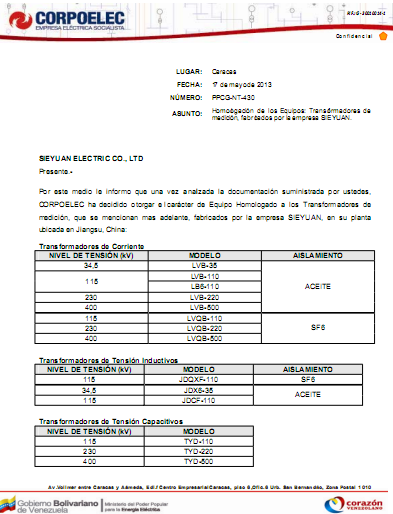 CORPOELEC
EMPRESA ELÉCTRICA SOCIALISTA
Confidencial
LUGAR: Caracas
FECHA: 17 de mayo de 2013
NÚMERO: PPCG-NT-430
ASUNTO: Homologación de los Equipos: Transformadores de
medición, fabricados por la empresa SIEYUAN.
SIEYUAN ELECTRIC CO., LTD
Presente.-
Por este medio le informo que una vez analizada la documentación suministrada por ustedes,
CORPOELEC ha decidido otorgar el carácter de Equipo Homologado a los Transformadores de
medición, que se mencionan mas adelante, fabricados por la empresa SIEYUAN, en su planta
ubicada en Jiangsu, China:
Transformadores de Corriente
NIVEL DE TENSIÓN (kV) MODELO AISLAMIENTO
34,5 LVB-35
115 LVB-110
LB6-110
ACEITE
230 LVB-220
400 LVB-500
115 LVQB-110
230 LVQB-220 SF6
400 LVQB-500
Transformadores de Tensión Inductivos
NIVEL DE TENSIÓN (kV) MODELO AISLAMIENTO
115 JDQXF-110 SF6
34,5 JDX6-35
ACEITE
115 JDCF-110
Transformadores de Tensión Capacitivos
NIVEL DE TENSIÓN (kV) MODELO
115 TYD-110
230 TYD-220
400 TYD-500
Av. Vollmer entre Caracas y Alameda, Edif Centro Empresarial Caracas, piso 6, Ofic. 6 Urb. San Bernardino, Zona Postal 1010
Gobierno Bolivariano
de Venezuela
Ministerio del Poder Popular
para la Energía Eléctrica
corazón
VENEZOLANO